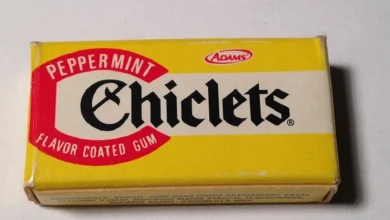 PEPPERMINT
ADAMS
Chiclets®
FLAVOR COATED GUM